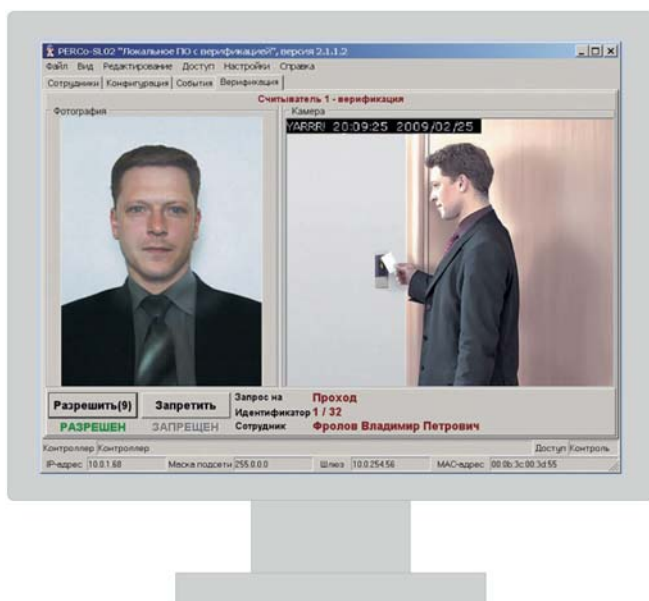 PERCo-SL02 "Локальное ПО с верификацией", версия 2.1.1.2
Файл Вид Редактирование Доступ Настройки Справка
Сотрудники Конфигурация События Верификация
Считыватель 1 - верификация
Фотография Камера
YARRR! 20:09:25 2009/02/25
Разрешить(9) Запретить Запрос на Проход
Идентификатор 1 / 32
РАЗРЕШЕН ЗАПРЕЩЕН Сотрудник Фролов Владимир Петрович
Контроллер Контроллер Доступ Контроль
IP-адрес 10.0.1.68 Маска подсети 255.0.0.0 Шлюз 10.0.254.56 MAC-адрес 00:0b:3c:00:3d:55